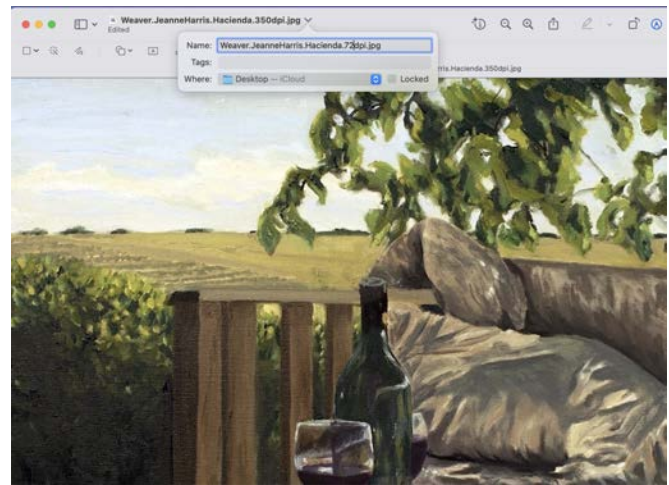 Weaver.JeanneHarris.Hacienda.350dpi.jpg
Edited
Name: Weaver.JeanneHarris.Hacienda.72dpi.jpg
Tags:
Where: Desktop — iCloud Locked
rris.Hacienda.350dpi.jpg